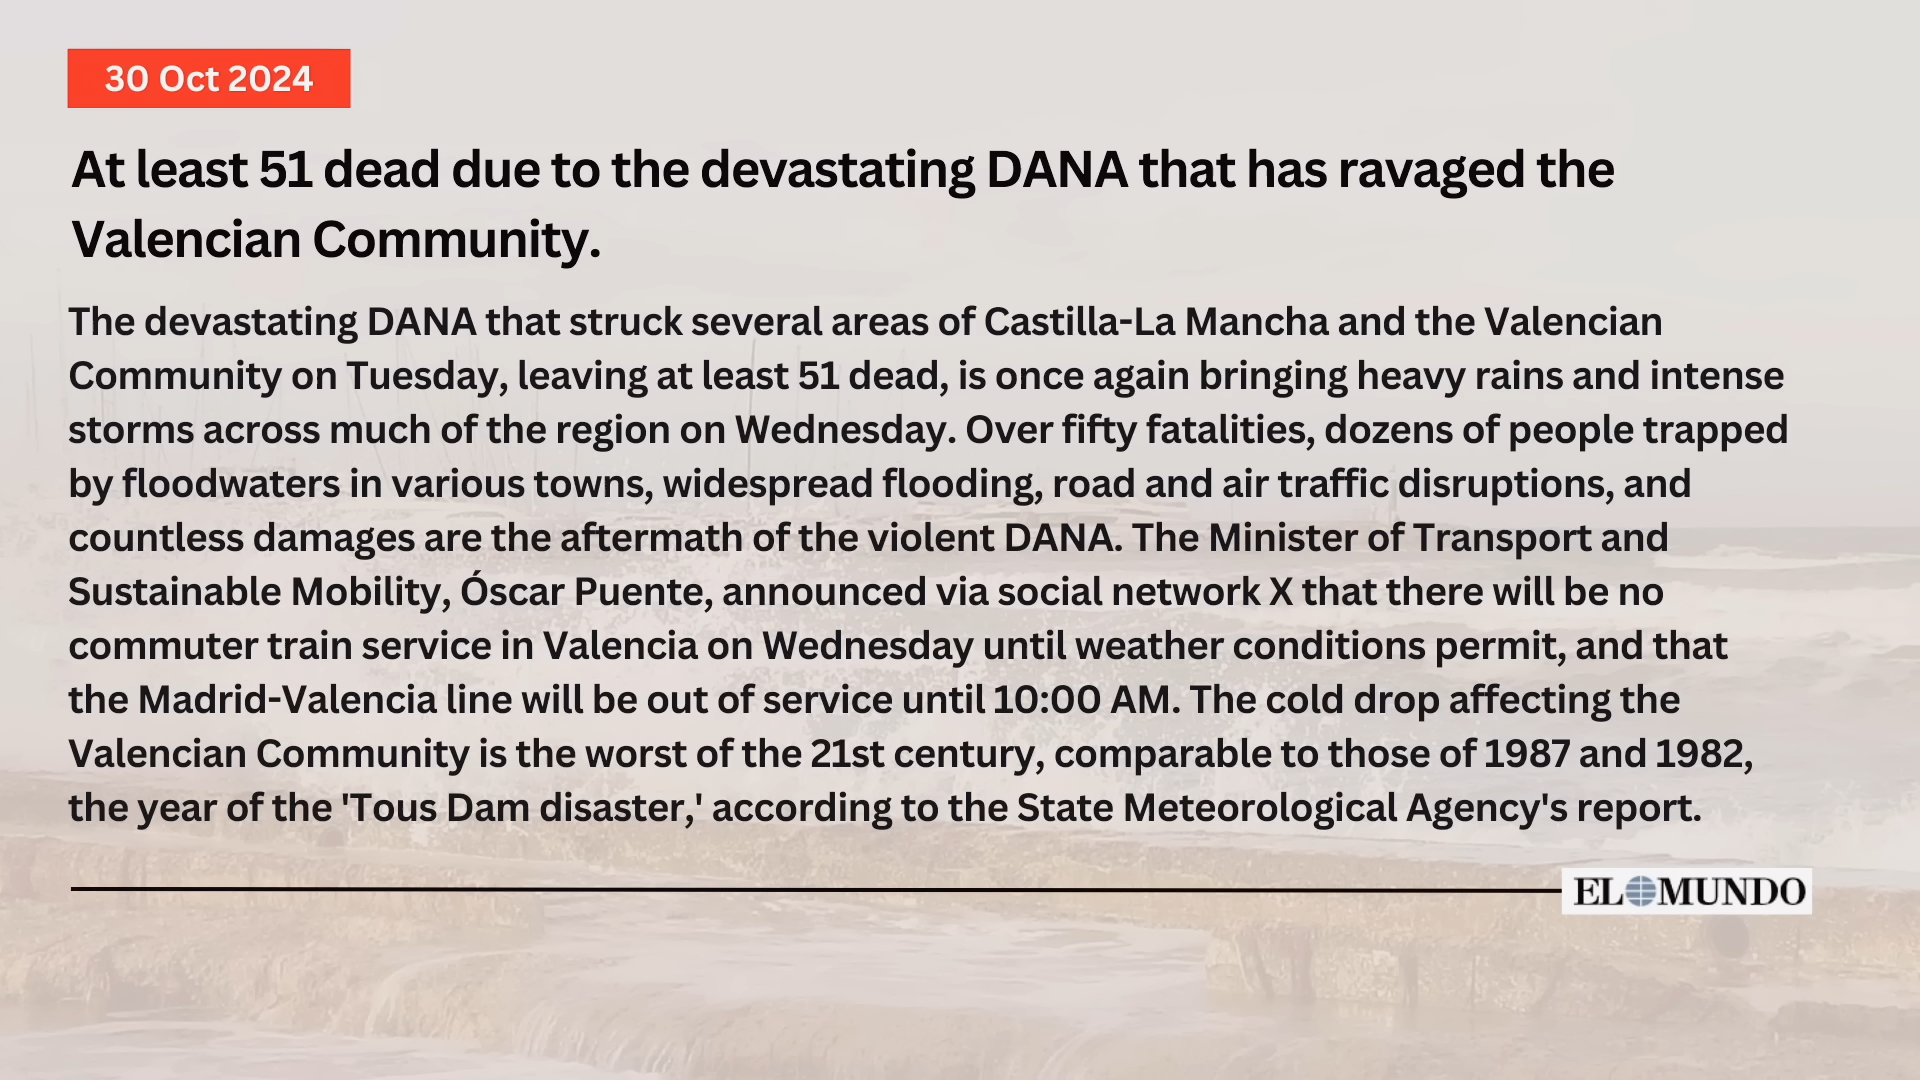 30 Oct 2024
At least 51 dead due to the devastating DANA that has ravaged the
Valencian Community.
The devastating DANA that struck several areas of Castilla-La Mancha and the Valencian
Community on Tuesday, leaving at least 51 dead, is once again bringing heavy rains and intense
storms across much of the region on Wednesday. Over fifty fatalities, dozens of people trapped
by floodwaters in various towns, widespread flooding, road and air traffic disruptions, and
countless damages are the aftermath of the violent DANA. The Minister of Transport and
Sustainable Mobility, Óscar Puente, announced via social network X that there will be no
commuter train service in Valencia on Wednesday until weather conditions permit, and that
the Madrid-Valencia line will be out of service until 10:00 AM. The cold drop affecting the
Valencian Community is the worst of the 21st century, comparable to those of 1987 and 1982,
the year of the 'Tous Dam disaster,' according to the State Meteorological Agency's report.
EL MUNDO